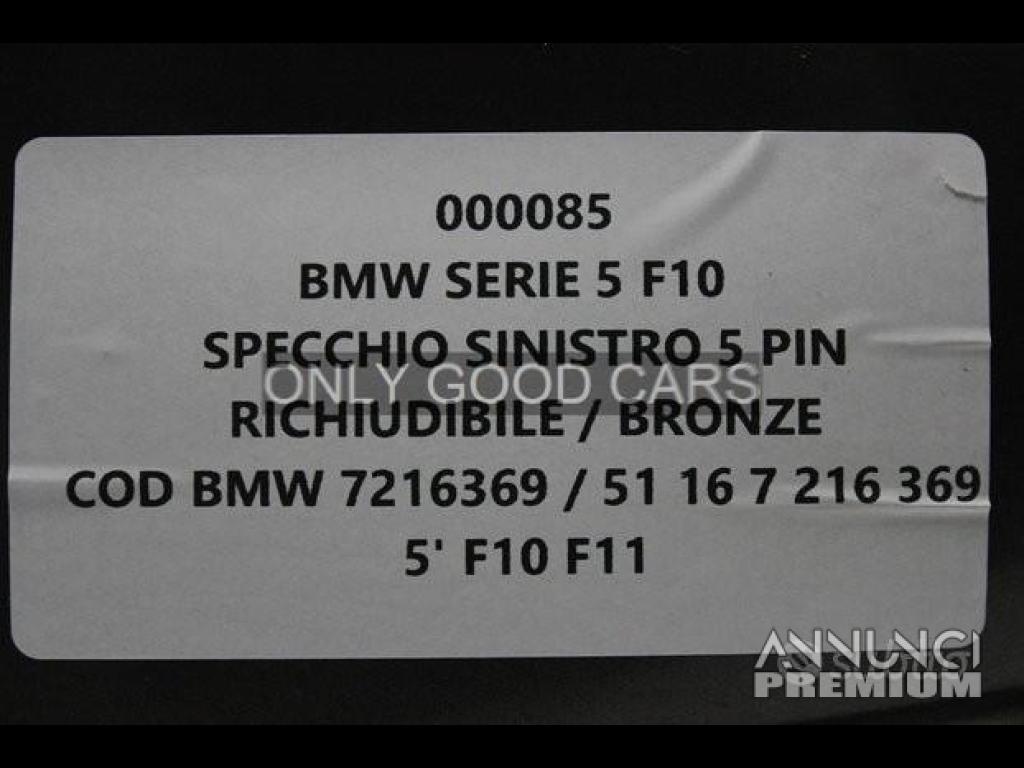 000085
BMW SERIE 5 F10
SPECCHIO SINISTRO 5 PIN
ONLY GOOD CARS
RICHIUDIBILE / BRONZE
COD BMW 7216369 / 51 16 7 216 369
5' F10 F11
ANNUNCI
PREMIUM